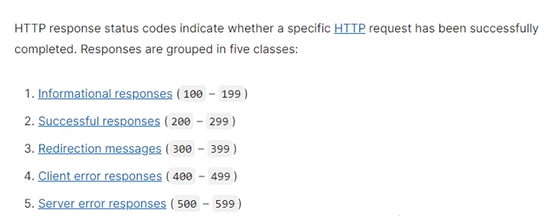 HTTP response status codes indicate whether a specific HTTP request has been successfully
completed. Responses are grouped in five classes:
1. Informational responses ( 100 – 199 )
2. Successful responses ( 200 – 299 )
3. Redirection messages ( 300 – 399 )
4. Client error responses ( 400 – 499 )
5. Server error responses ( 500 – 599 )